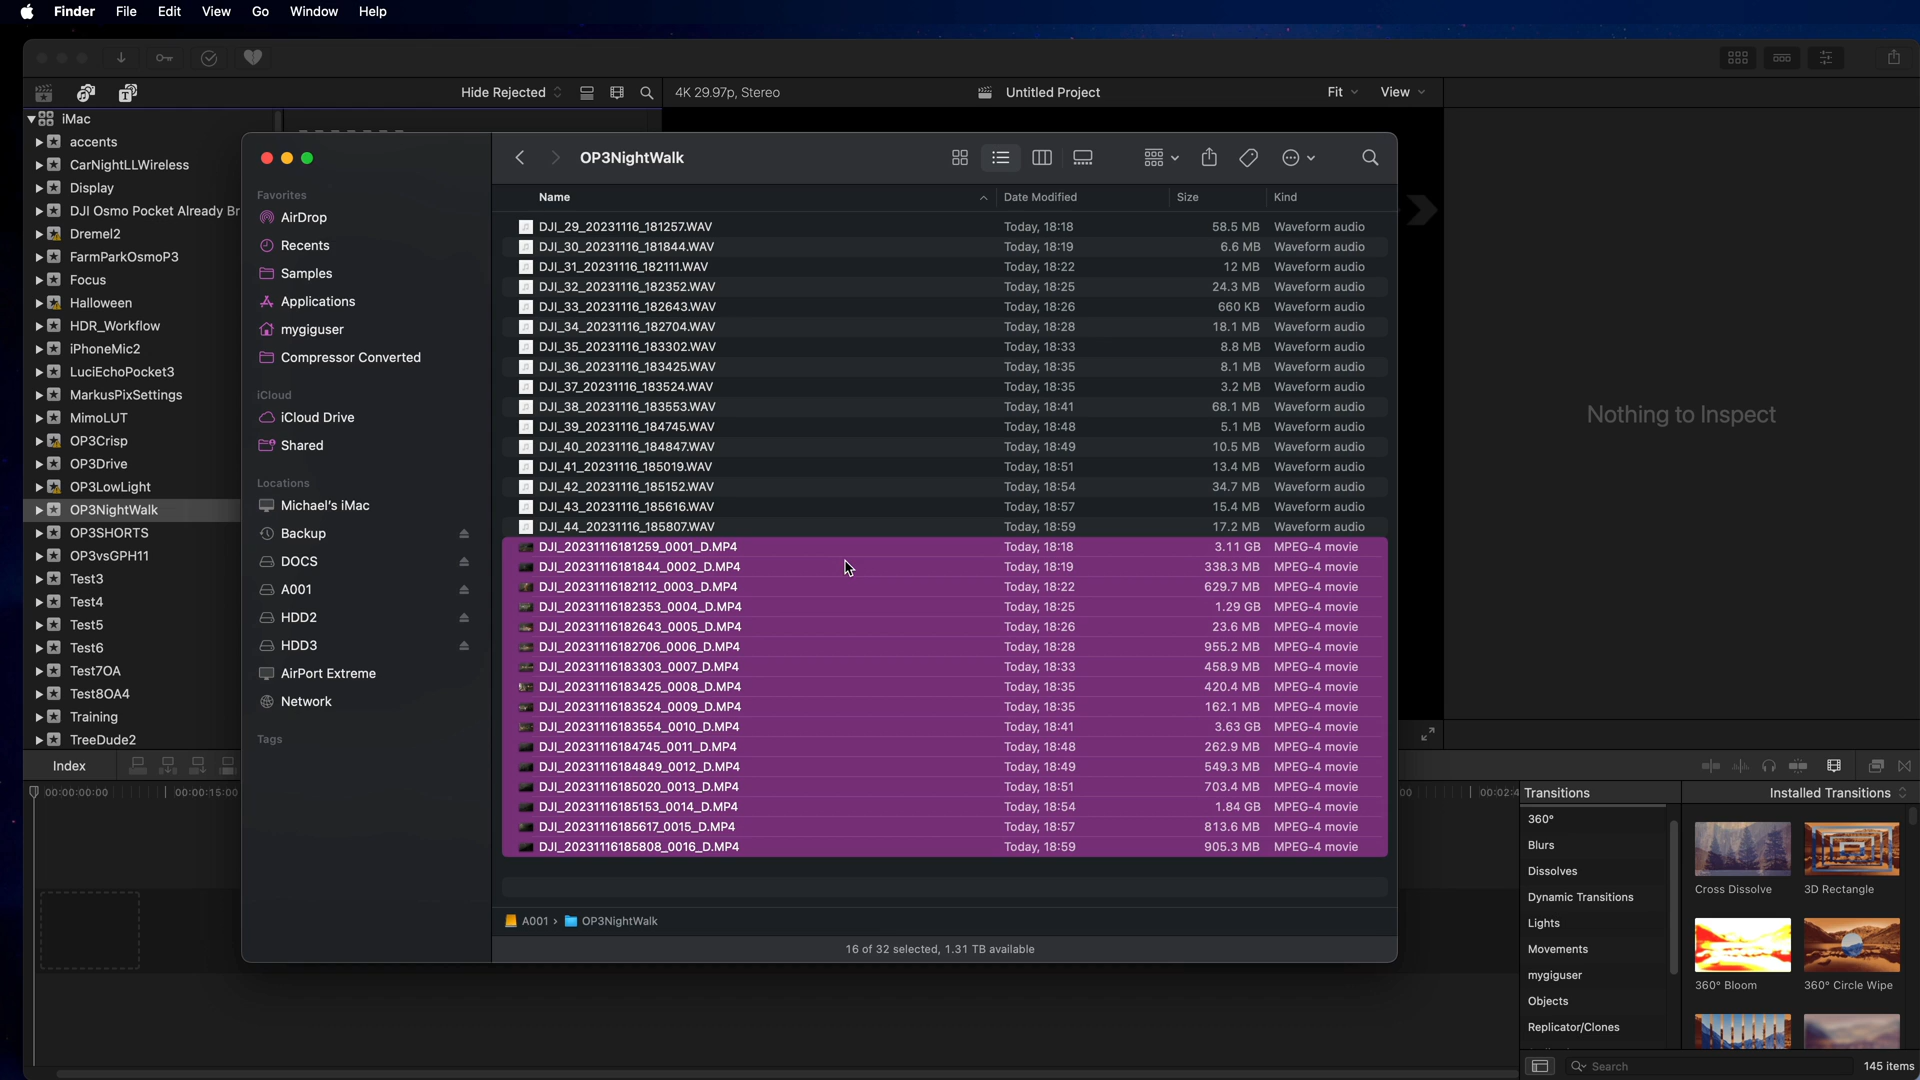 Finder File Edit View Go Window Help
Hide Rejected
4K 29.97p, Stereo
Untitled Project
Fit
View
iMac
accents
CarNightLLWireless
Display
DJI Osmo Pocket Already Br
Dremel2
FarmParkOsmoP3
Focus
Halloween
HDR_Workflow
iPhoneMic2
LuciEchoPocket3
MarkusPixSettings
MimoLUT
OP3Crisp
OP3Drive
OP3LowLight
OP3NightWalk
OP3SHORTS
OP3vsGPH11
Test3
Test4
Test5
Test6
Test7OA
Test8OA4
Training
TreeDude2
Favorites
AirDrop
Recents
Samples
Applications
mygiguser
Compressor Converted
iCloud
iCloud Drive
Shared
Locations
Michael's iMac
Backup
DOCS
A001
HDD2
HDD3
AirPort Extreme
Network
Tags
OP3NightWalk
Name Date Modified Size Kind
DJI_29_20231116_181257.WAV Today, 18:18 58.5 MB Waveform audio
DJI_30_20231116_181844.WAV Today, 18:19 6.6 MB Waveform audio
DJI_31_20231116_182111.WAV Today, 18:22 12 MB Waveform audio
DJI_32_20231116_182352.WAV Today, 18:25 24.3 MB Waveform audio
DJI_33_20231116_182643.WAV Today, 18:26 660 KB Waveform audio
DJI_34_20231116_182704.WAV Today, 18:28 18.1 MB Waveform audio
DJI_35_20231116_183302.WAV Today, 18:33 8.8 MB Waveform audio
DJI_36_20231116_183425.WAV Today, 18:35 8.1 MB Waveform audio
DJI_37_20231116_183524.WAV Today, 18:35 3.2 MB Waveform audio
DJI_38_20231116_183553.WAV Today, 18:41 68.1 MB Waveform audio
DJI_39_20231116_184745.WAV Today, 18:48 5.1 MB Waveform audio
DJI_40_20231116_184847.WAV Today, 18:49 10.5 MB Waveform audio
DJI_41_20231116_185019.WAV Today, 18:51 13.4 MB Waveform audio
DJI_42_20231116_185152.WAV Today, 18:54 34.7 MB Waveform audio
DJI_43_20231116_185616.WAV Today, 18:57 15.4 MB Waveform audio
DJI_44_20231116_185807.WAV Today, 18:59 17.2 MB Waveform audio
DJI_20231116181259_0001_D.MP4 Today, 18:18 3.11 GB MPEG-4 movie
DJI_20231116181844_0002_D.MP4 Today, 18:19 338.3 MB MPEG-4 movie
DJI_20231116182112_0003_D.MP4 Today, 18:22 629.7 MB MPEG-4 movie
DJI_20231116182353_0004_D.MP4 Today, 18:25 1.29 GB MPEG-4 movie
DJI_20231116182643_0005_D.MP4 Today, 18:26 23.6 MB MPEG-4 movie
DJI_20231116182706_0006_D.MP4 Today, 18:28 955.2 MB MPEG-4 movie
DJI_20231116183303_0007_D.MP4 Today, 18:33 458.9 MB MPEG-4 movie
DJI_20231116183425_0008_D.MP4 Today, 18:35 420.4 MB MPEG-4 movie
DJI_20231116183524_0009_D.MP4 Today, 18:35 162.1 MB MPEG-4 movie
DJI_20231116183554_0010_D.MP4 Today, 18:41 3.63 GB MPEG-4 movie
DJI_20231116184745_0011_D.MP4 Today, 18:48 262.9 MB MPEG-4 movie
DJI_20231116184849_0012_D.MP4 Today, 18:49 549.3 MB MPEG-4 movie
DJI_20231116185020_0013_D.MP4 Today, 18:51 703.4 MB MPEG-4 movie
DJI_20231116185153_0014_D.MP4 Today, 18:54 1.84 GB MPEG-4 movie
DJI_20231116185617_0015_D.MP4 Today, 18:57 813.6 MB MPEG-4 movie
DJI_20231116185808_0016_D.MP4 Today, 18:59 905.3 MB MPEG-4 movie
A001 › OP3NightWalk
16 of 32 selected, 1.31 TB available
Nothing to Inspect
Index
00:00:00:00 00:00:15:00
00 00:02:4
Transitions
Installed Transitions
360°
Blurs
Dissolves
Dynamic Transitions
Lights
Movements
mygiguser
Objects
Replicator/Clones
Cross Dissolve
3D Rectangle
360° Bloom
360° Circle Wipe
Search
145 items